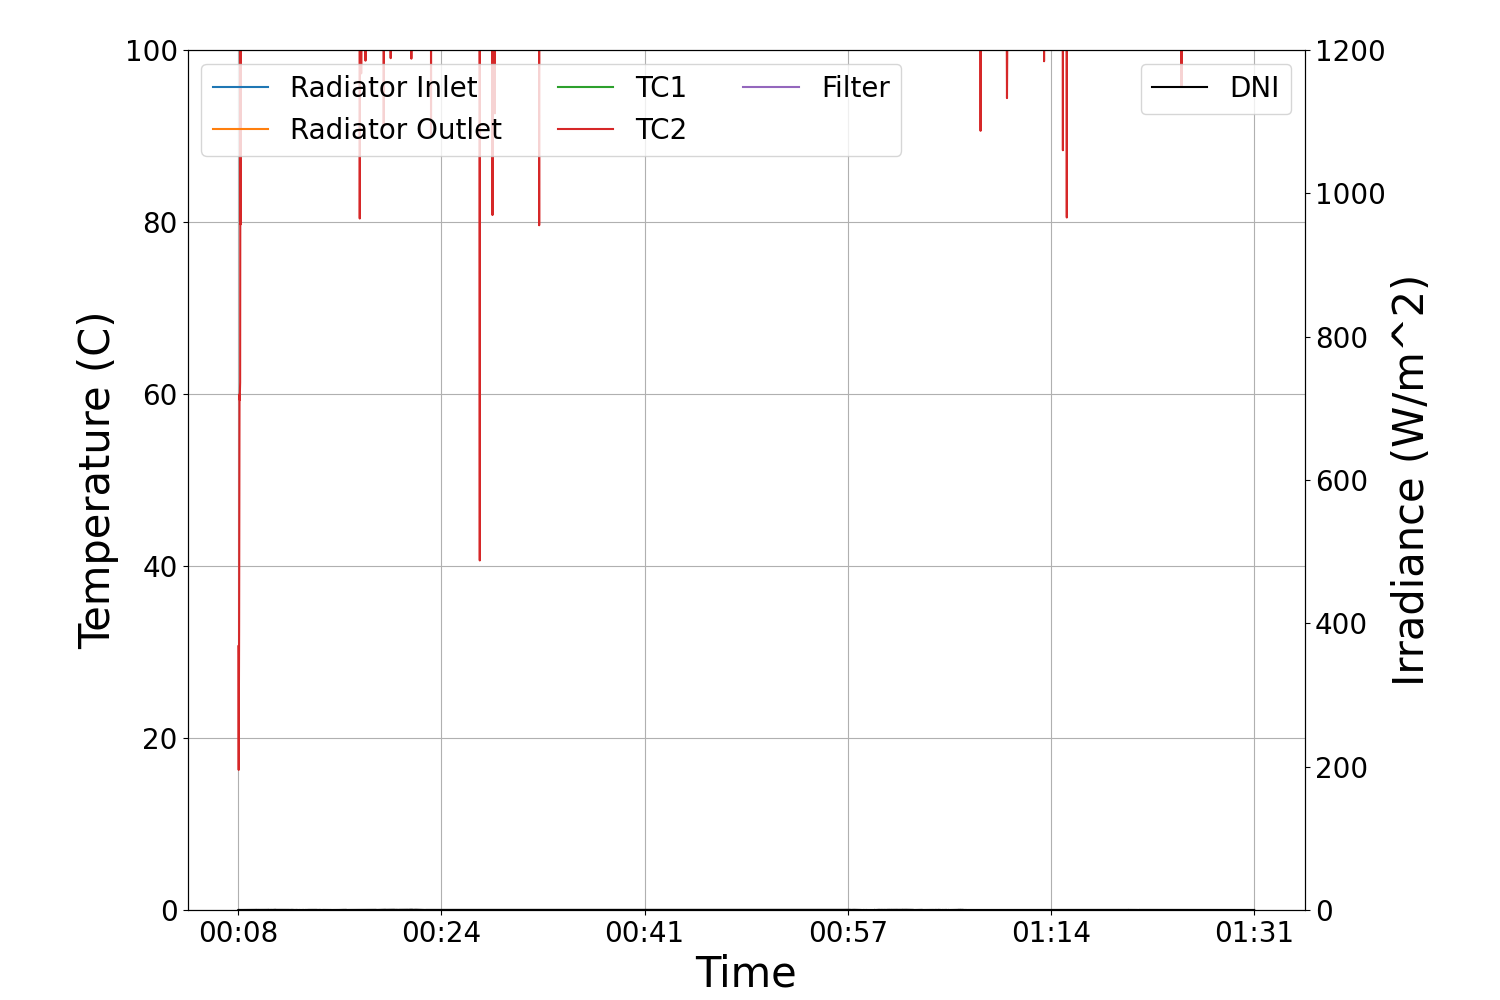 100
80
60
40
20
0
Temperature (C)
Radiator Inlet
Radiator Outlet
TC1
TC2
Filter
DNI
1200
1000
800
600
400
200
0
Irradiance (W/m^2)
00:08 00:24 00:41 00:57 01:14 01:31
Time